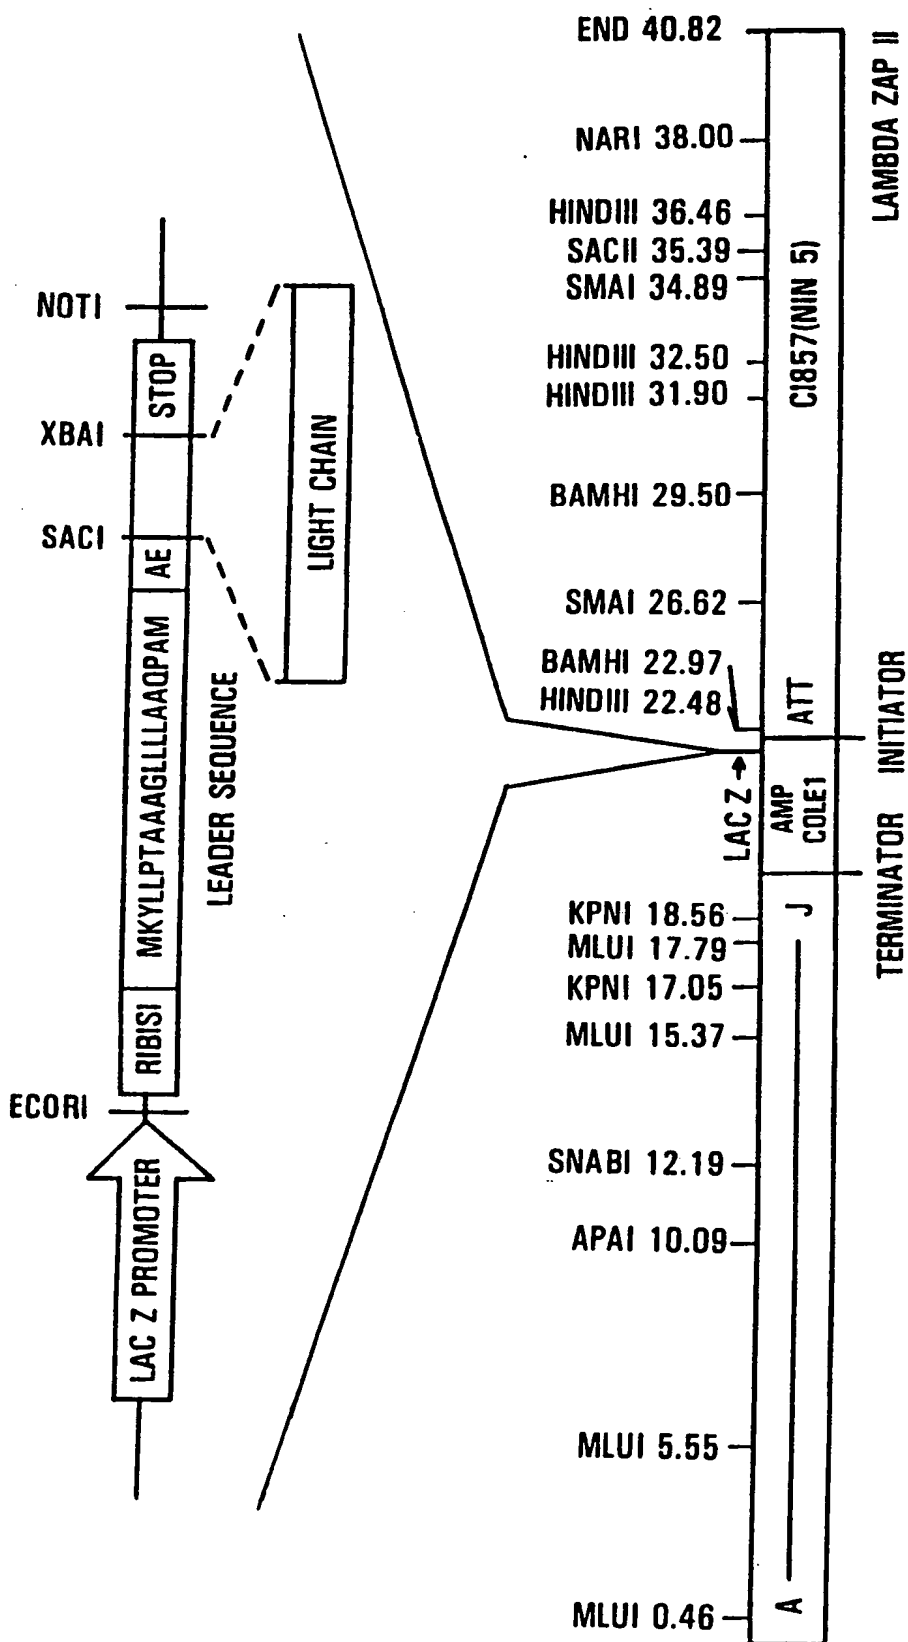 NOTI
STOP
XBAI
SACI
AE
LIGHT CHAIN
MKYLLPTAAAGLLLLAAQPAM
LEADER SEQUENCE
RIBISI
ECORI
LAC Z PROMOTER
END 40.82
NARI 38.00
HINDIII 36.46
SACII 35.39
SMAI 34.89
HINDIII 32.50
HINDIII 31.90
BAMHI 29.50
SMAI 26.62
BAMHI 22.97
HINDIII 22.48
LAC Z
KPNI 18.56
MLUI 17.79
KPNI 17.05
MLUI 15.37
SNABI 12.19
APAI 10.09
MLUI 5.55
MLUI 0.46
CI857(NIN 5)
ATT
AMP
COLE1
J
A
LAMBDA ZAP II
INITIATOR
TERMINATOR